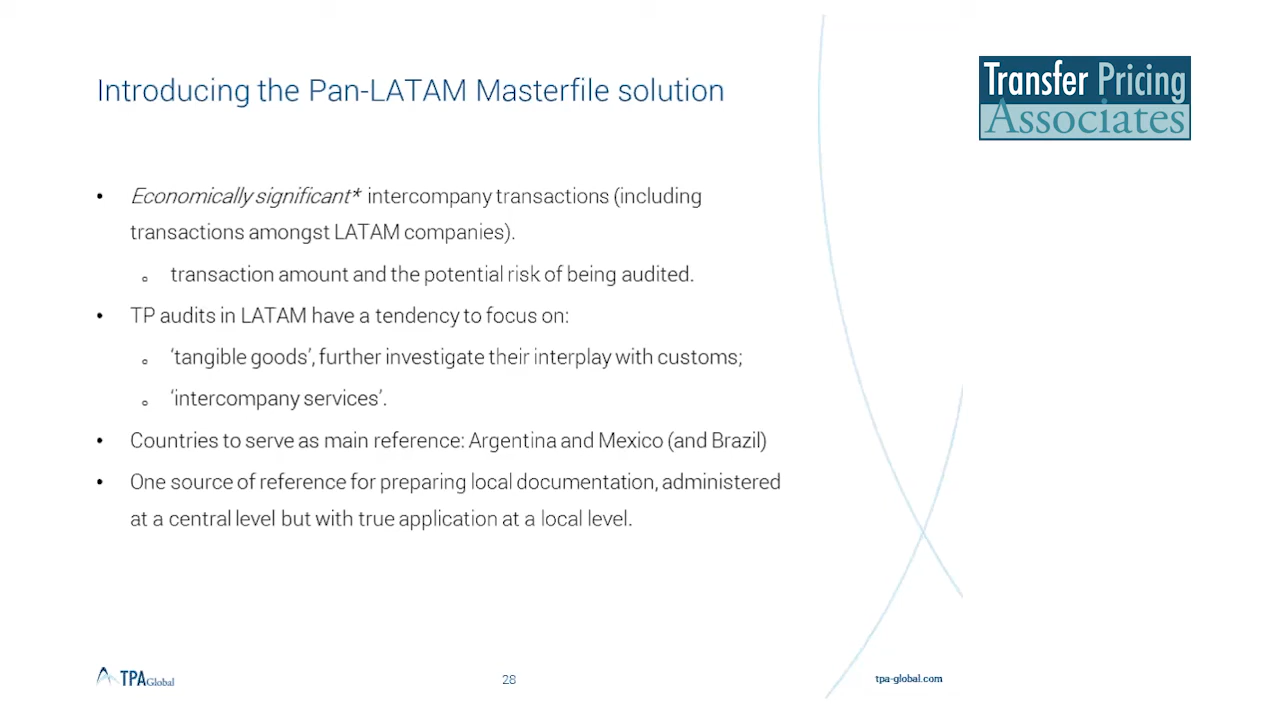 Introducing the Pan-LATAM Masterfile solution
Transfer Pricing
Associates
• Economically significant* intercompany transactions (including
transactions amongst LATAM companies).
o transaction amount and the potential risk of being audited.
• TP audits in LATAM have a tendency to focus on:
o ‘tangible goods’, further investigate their interplay with customs;
o ‘intercompany services’.
• Countries to serve as main reference: Argentina and Mexico (and Brazil)
• One source of reference for preparing local documentation, administered
at a central level but with true application at a local level.
TPA Global
28
tpa-global.com